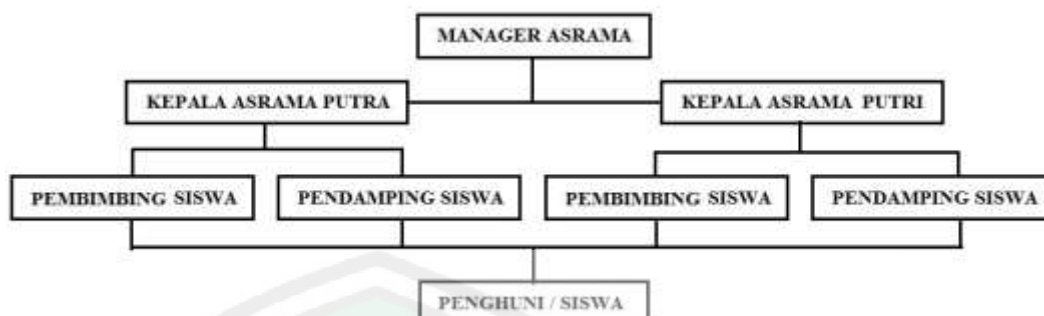 MANAGER ASRAMA
KEPALA ASRAMA PUTRA
KEPALA ASRAMA PUTRI
PEMBIMBING SISWA
PENDAMPING SISWA
PEMBIMBING SISWA
PENDAMPING SISWA
PENGHUNI / SISWA